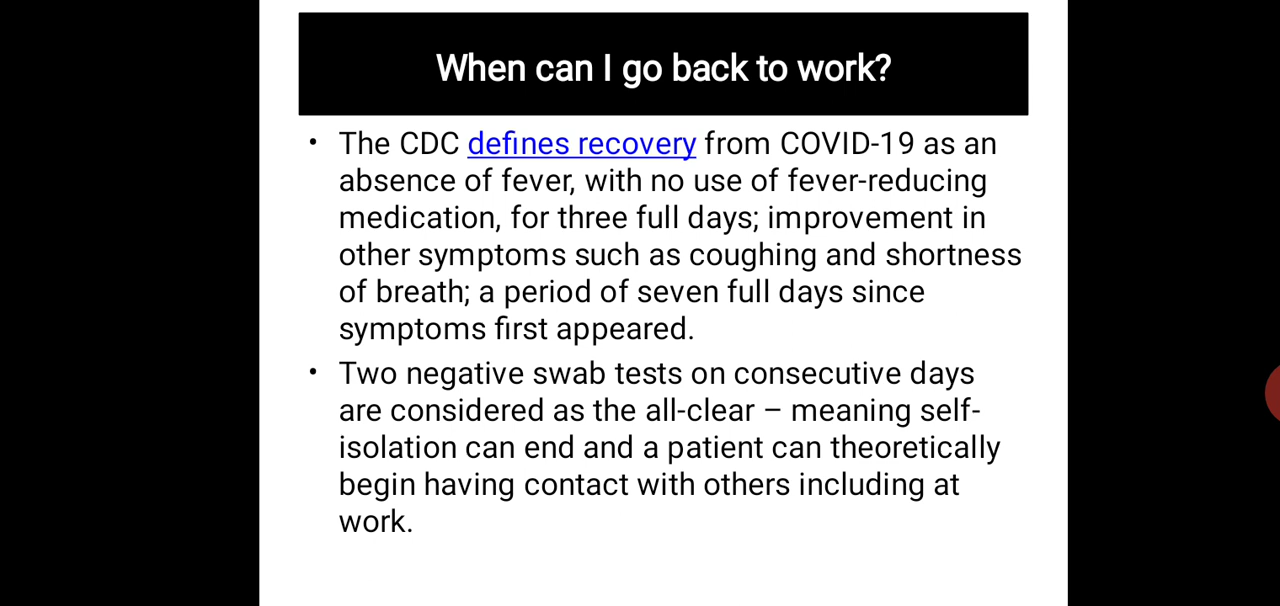 When can I go back to work?
• The CDC defines recovery from COVID-19 as an
absence of fever, with no use of fever-reducing
medication, for three full days; improvement in
other symptoms such as coughing and shortness
of breath; a period of seven full days since
symptoms first appeared.
• Two negative swab tests on consecutive days
are considered as the all-clear – meaning self-
isolation can end and a patient can theoretically
begin having contact with others including at
work.